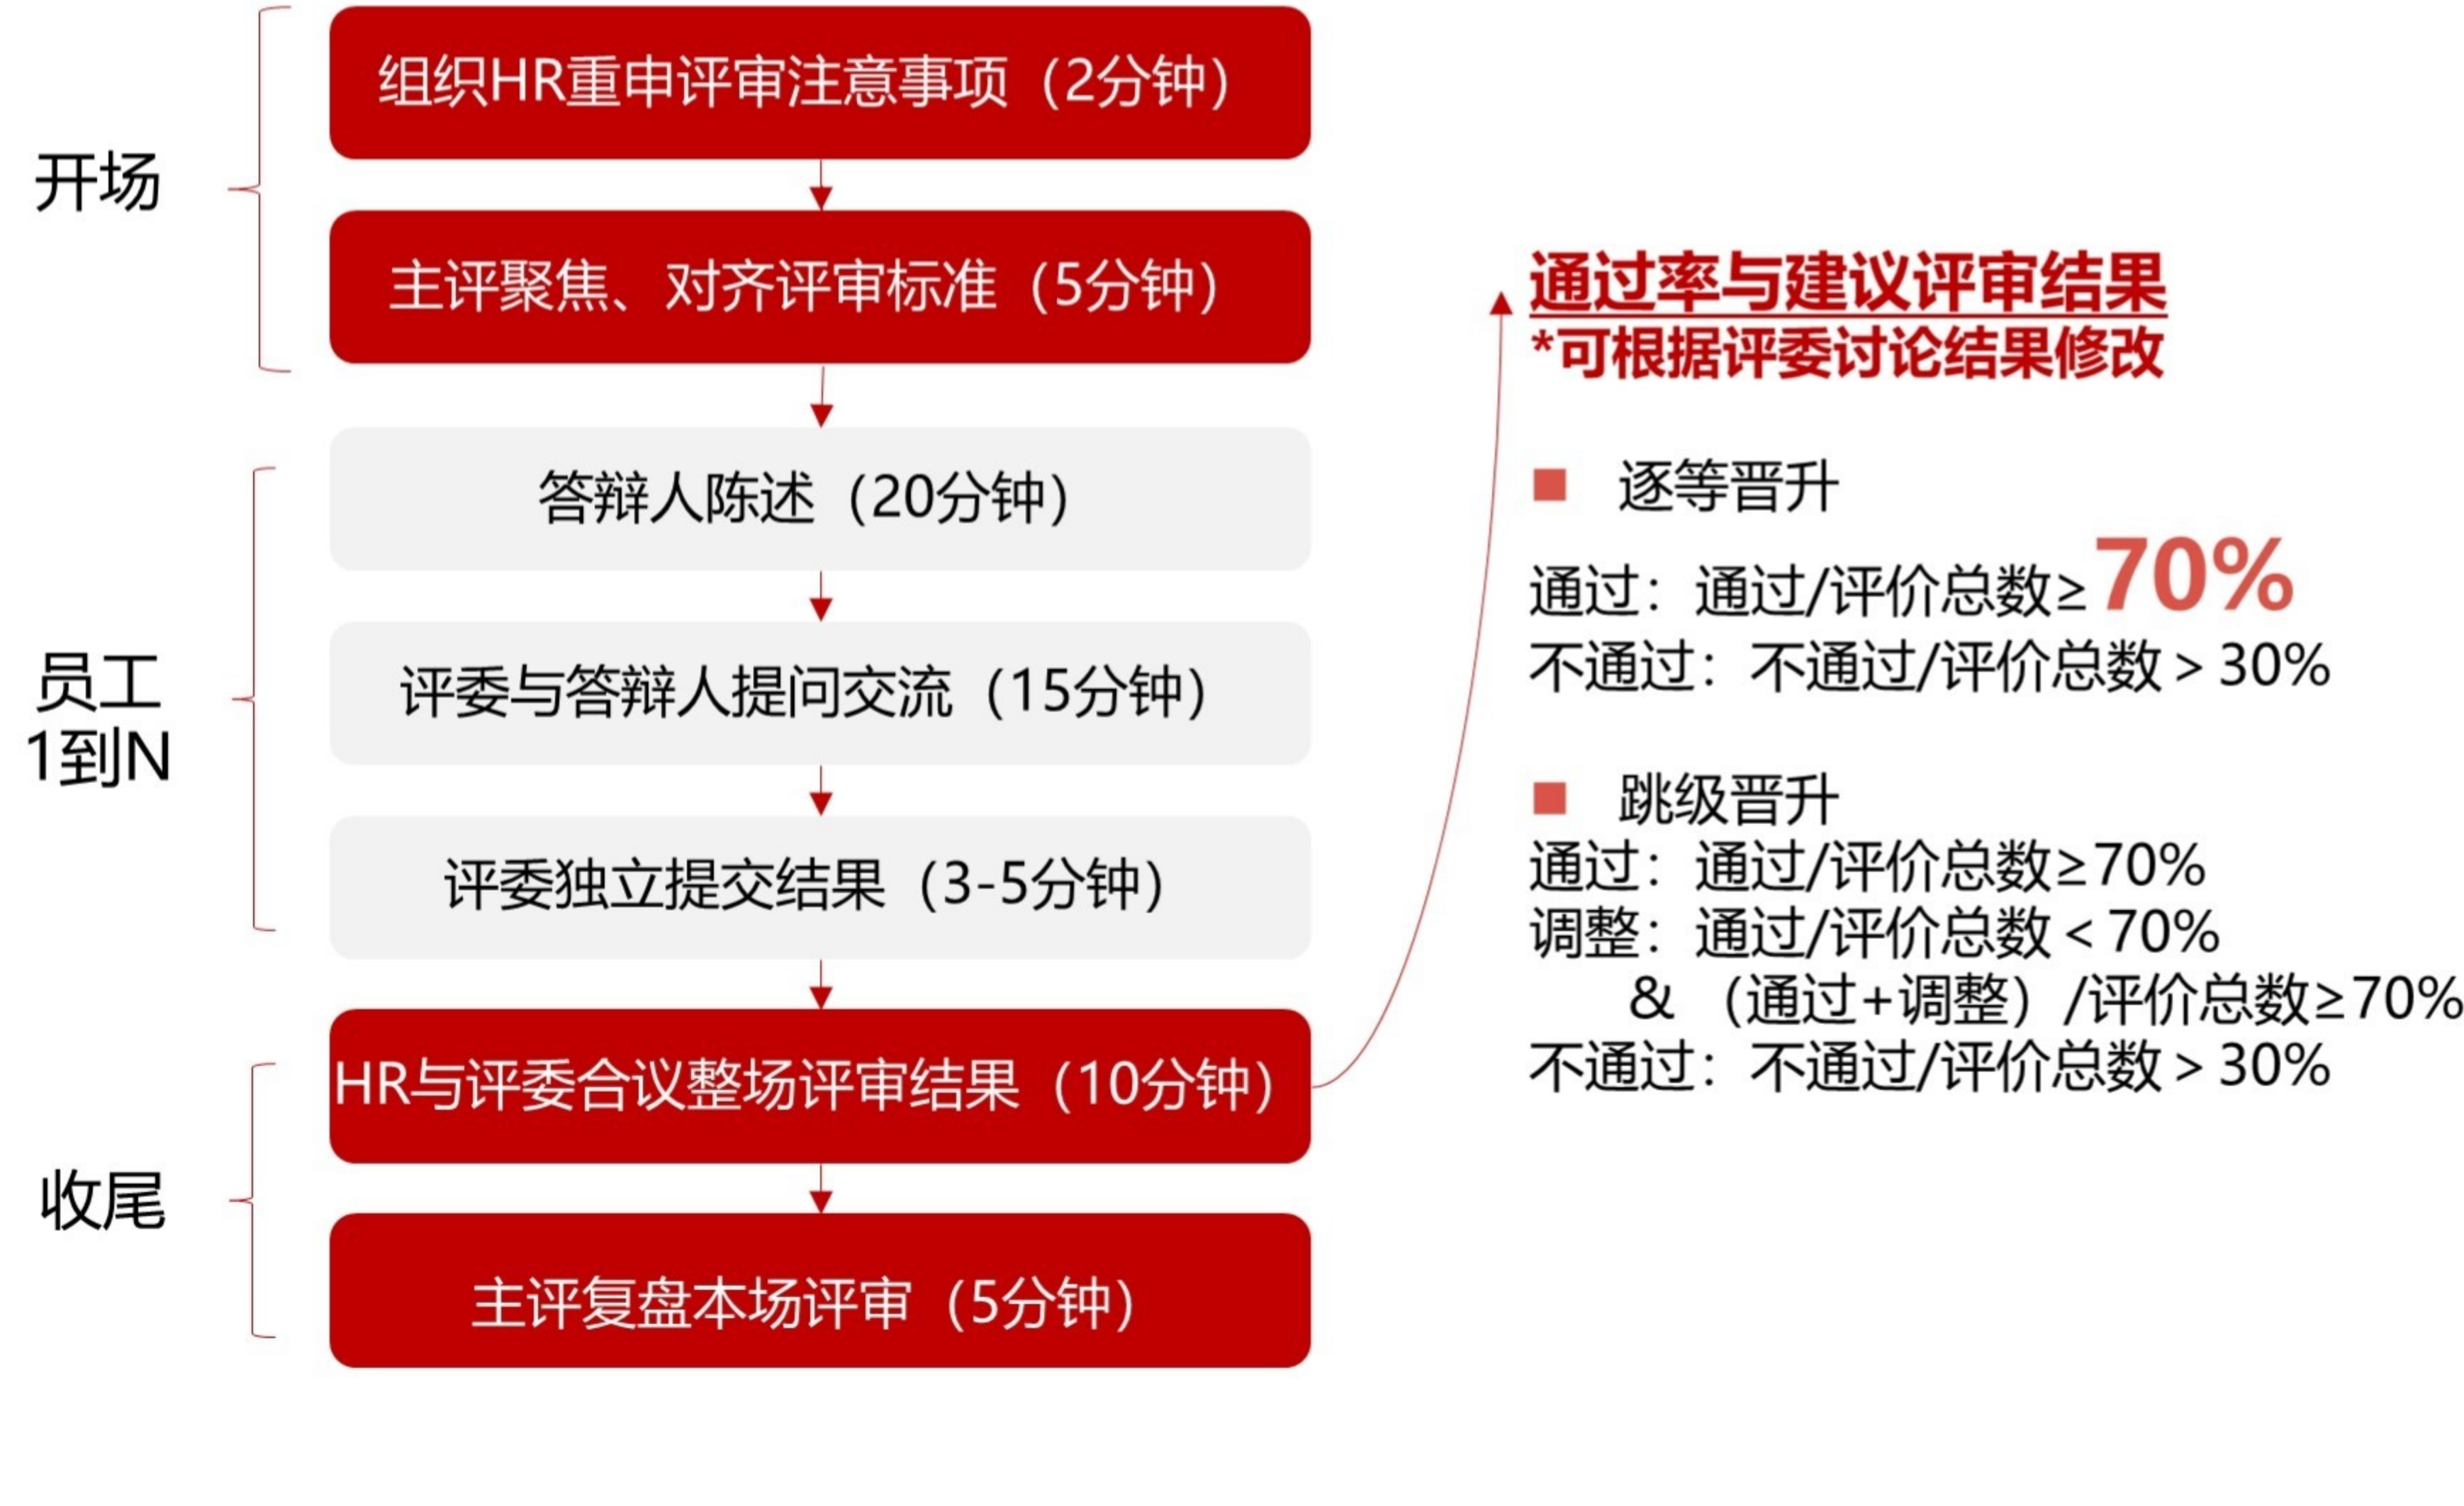 开场
组织HR重申评审注意事项（2分钟）
主评聚焦、对齐评审标准（5分钟）
员工
1到N
答辩人陈述（20分钟）
评委与答辩人提问交流（15分钟）
评委独立提交结果（3-5分钟）
收尾
HR与评委合议整场评审结果（10分钟）
主评复盘本场评审（5分钟）
通过率与建议评审结果
*可根据评委讨论结果修改
■ 逐等晋升
通过：通过/评价总数≥70%
不通过：不通过/评价总数＞30%
■ 跳级晋升
通过：通过/评价总数≥70%
调整：通过/评价总数＜70%
& （通过+调整）/评价总数≥70%
不通过：不通过/评价总数＞30%